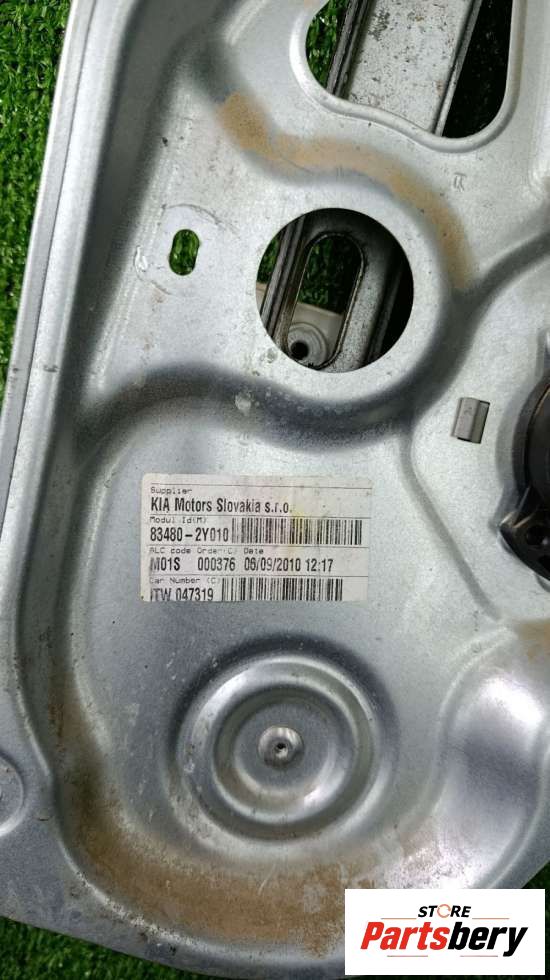 Supplier
KIA Motors Slovakia s.r.o.
Modul Id(M)
83480-2Y010
ALC code Order(C) Date
M01S 000376 06/09/2010 12:17
Car Number (C)
ITW 047319
STORE
Partsbery